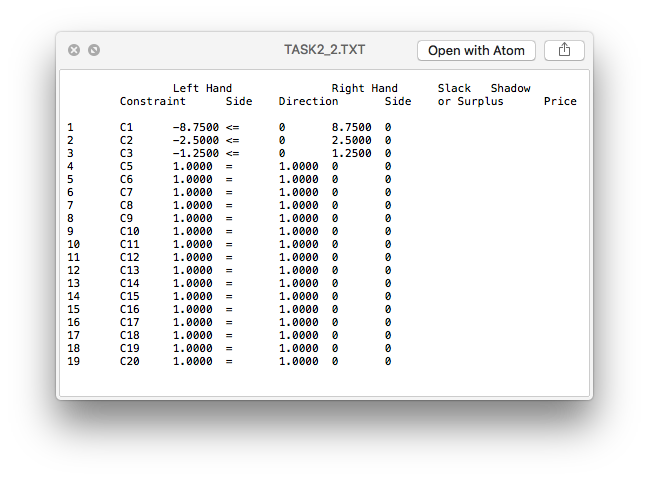 TASK2_2.TXT
Open with Atom
Left Hand Right Hand Slack Shadow
Constraint Side Direction Side or Surplus Price
1 C1 −8.7500 <= 0 8.7500 0
2 C2 −2.5000 <= 0 2.5000 0
3 C3 −1.2500 <= 0 1.2500 0
4 C5 1.0000 = 1.0000 0 0
5 C6 1.0000 = 1.0000 0 0
6 C7 1.0000 = 1.0000 0 0
7 C8 1.0000 = 1.0000 0 0
8 C9 1.0000 = 1.0000 0 0
9 C10 1.0000 = 1.0000 0 0
10 C11 1.0000 = 1.0000 0 0
11 C12 1.0000 = 1.0000 0 0
12 C13 1.0000 = 1.0000 0 0
13 C14 1.0000 = 1.0000 0 0
14 C15 1.0000 = 1.0000 0 0
15 C16 1.0000 = 1.0000 0 0
16 C17 1.0000 = 1.0000 0 0
17 C18 1.0000 = 1.0000 0 0
18 C19 1.0000 = 1.0000 0 0
19 C20 1.0000 = 1.0000 0 0